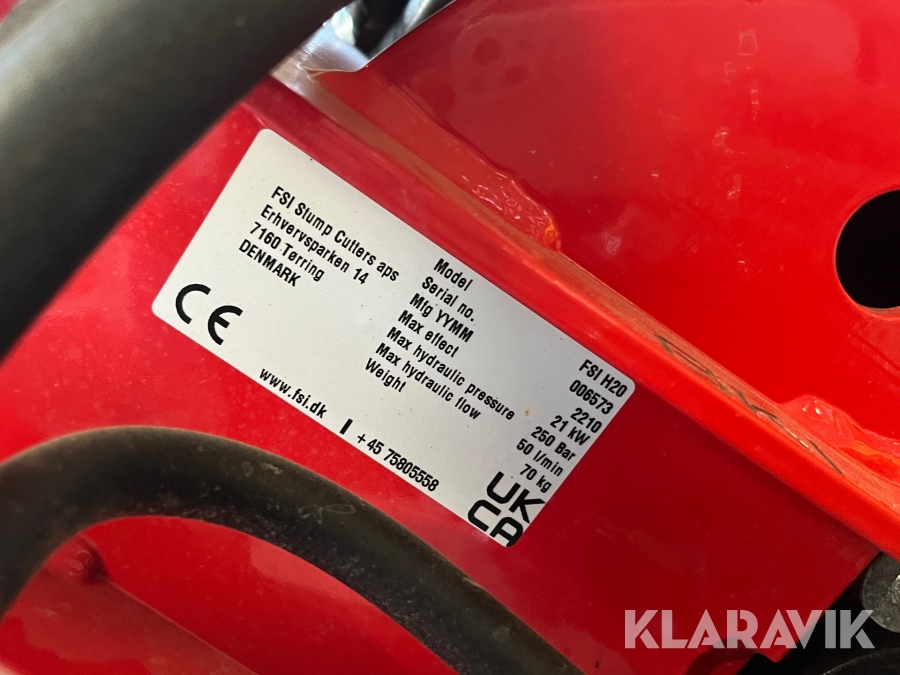 FSI Stump Cutters aps
Erhvervsparken 14
7160 Tørring
DENMARK
CE
Model FSI H20
Serial no. 006573
Mfg YYMM 2210
Max effect 21 kW
Max hydraulic pressure 250 Bar
Max hydraulic flow 50 l/min
Weight 70 kg
www.fsi.dk I +45 75805558
UK
CA
KLARAVIK